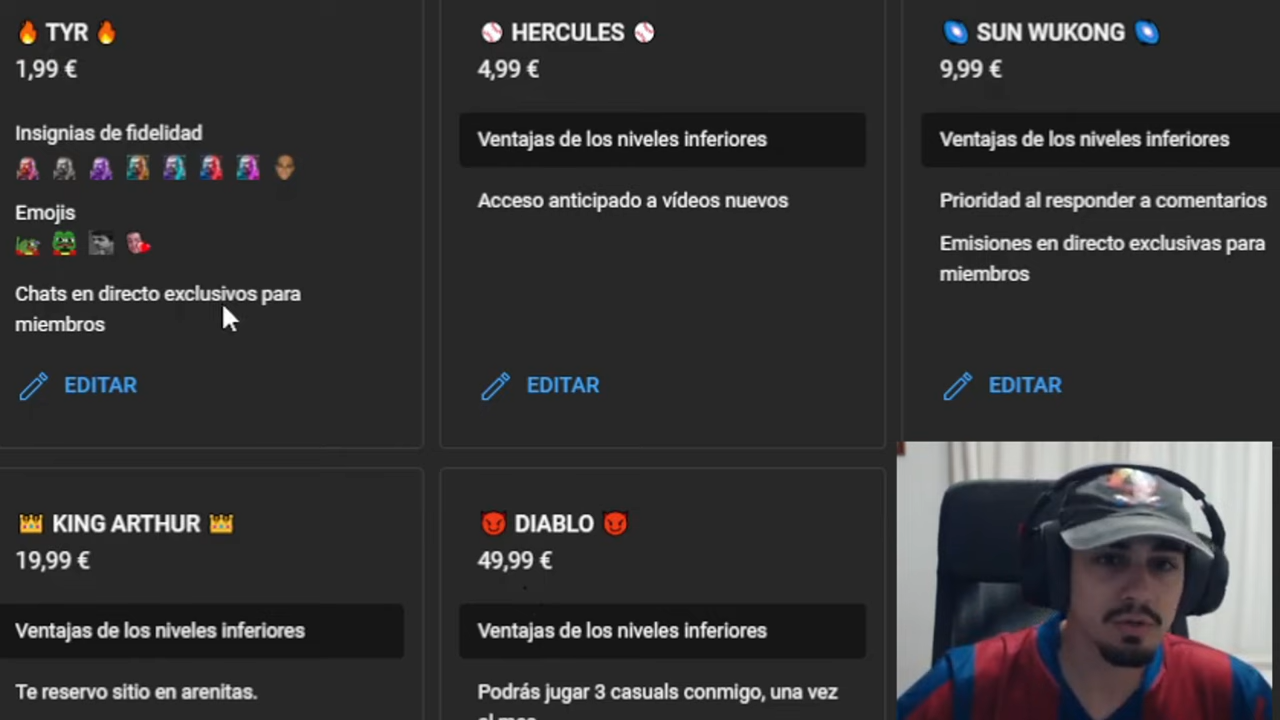 TYR
1,99 €
Insignias de fidelidad
Emojis
Chats en directo exclusivos para
miembros
EDITAR
HERCULES
4,99 €
Ventajas de los niveles inferiores
Acceso anticipado a vídeos nuevos
EDITAR
SUN WUKONG
9,99 €
Ventajas de los niveles inferiores
Prioridad al responder a comentarios
Emisiones en directo exclusivas para
miembros
EDITAR
KING ARTHUR
19,99 €
Ventajas de los niveles inferiores
Te reservo sitio en arenitas.
DIABLO
49,99 €
Ventajas de los niveles inferiores
Podrás jugar 3 casuals conmigo, una vez
al mes